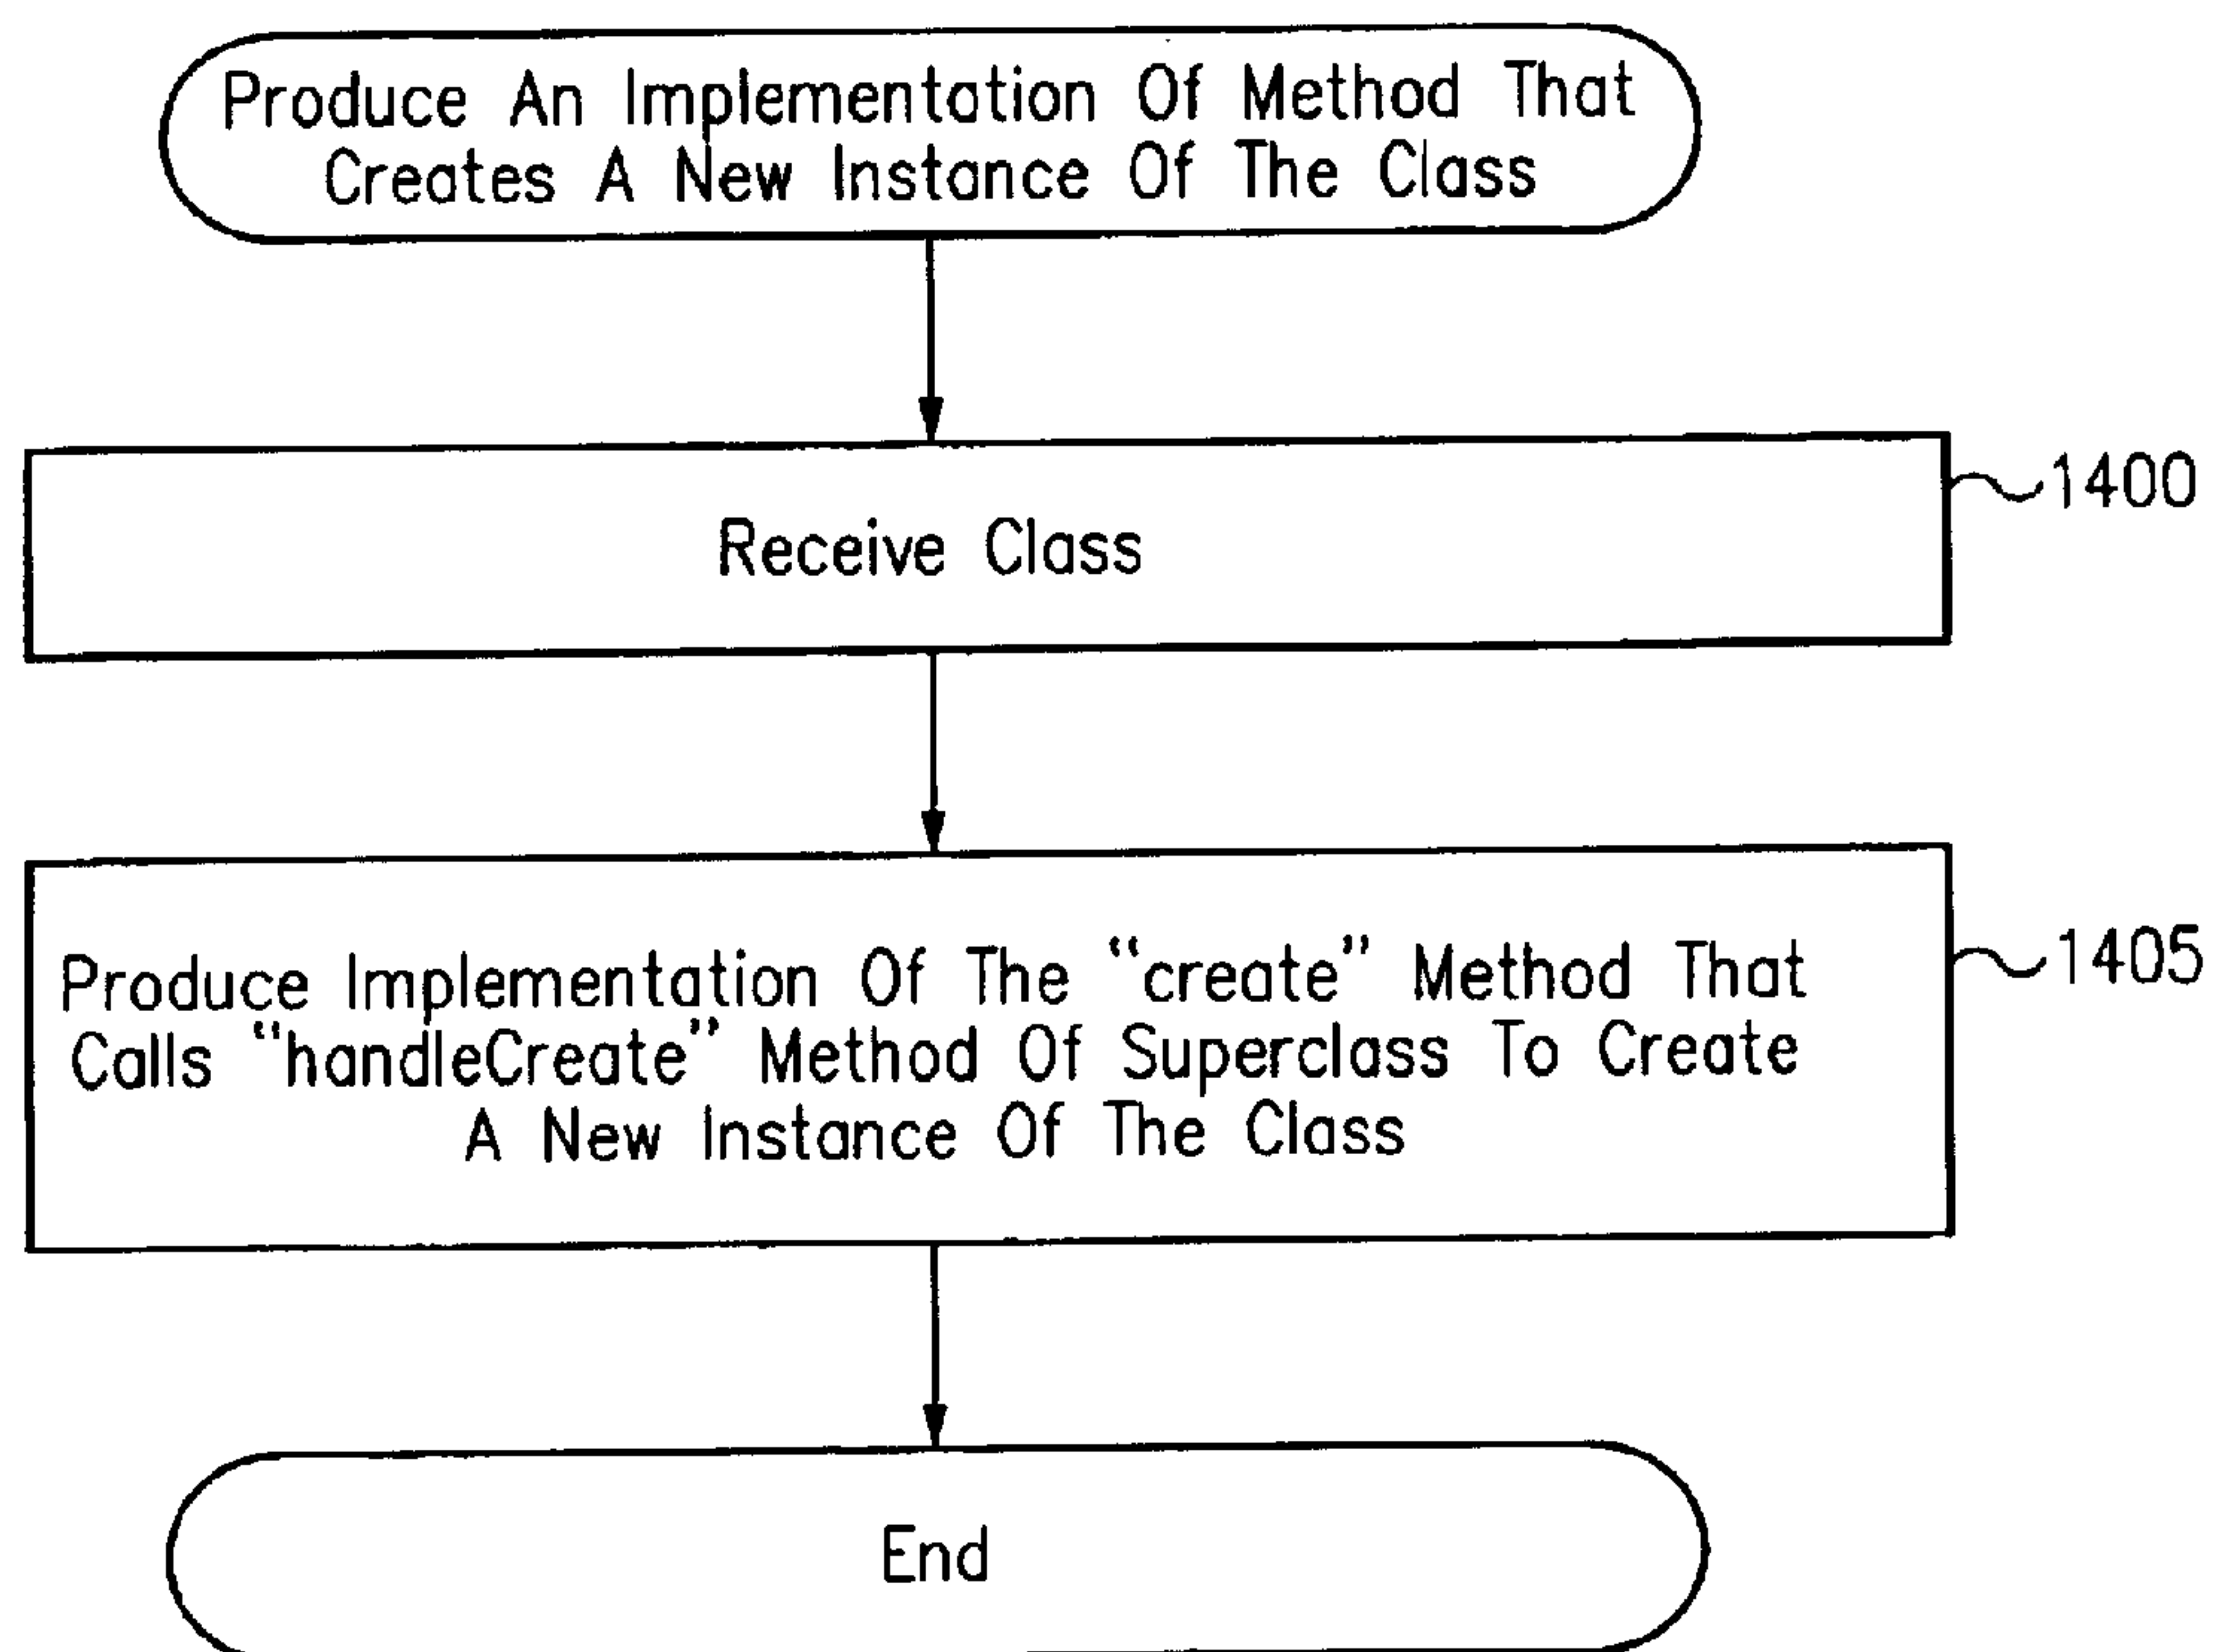 Produce An Implementation Of Method That
Creates A New Instance Of The Class
1400
Receive Class
1405
Produce Implementation Of The “create” Method That
Calls “handleCreate” Method Of Superclass To Create
A New Instance Of The Class
End